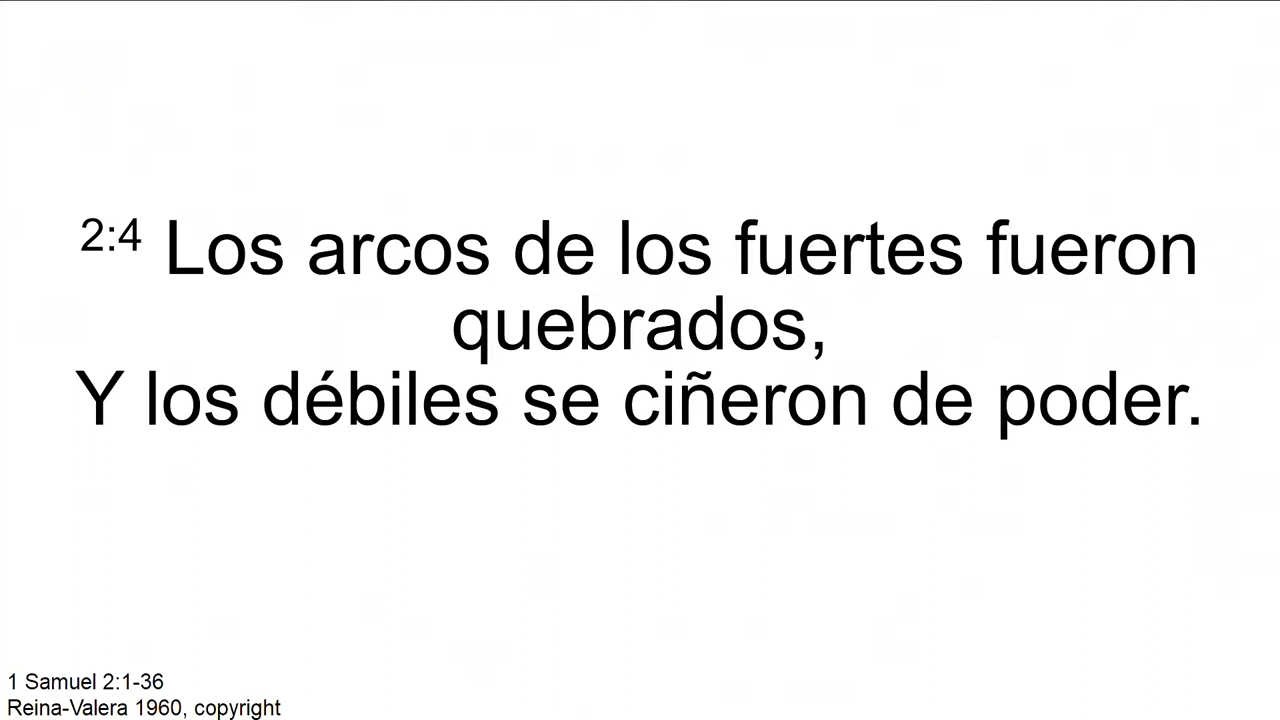 2:4 Los arcos de los fuertes fueron
quebrados,
Y los débiles se ciñeron de poder.
1 Samuel 2:1-36
Reina-Valera 1960, copyright